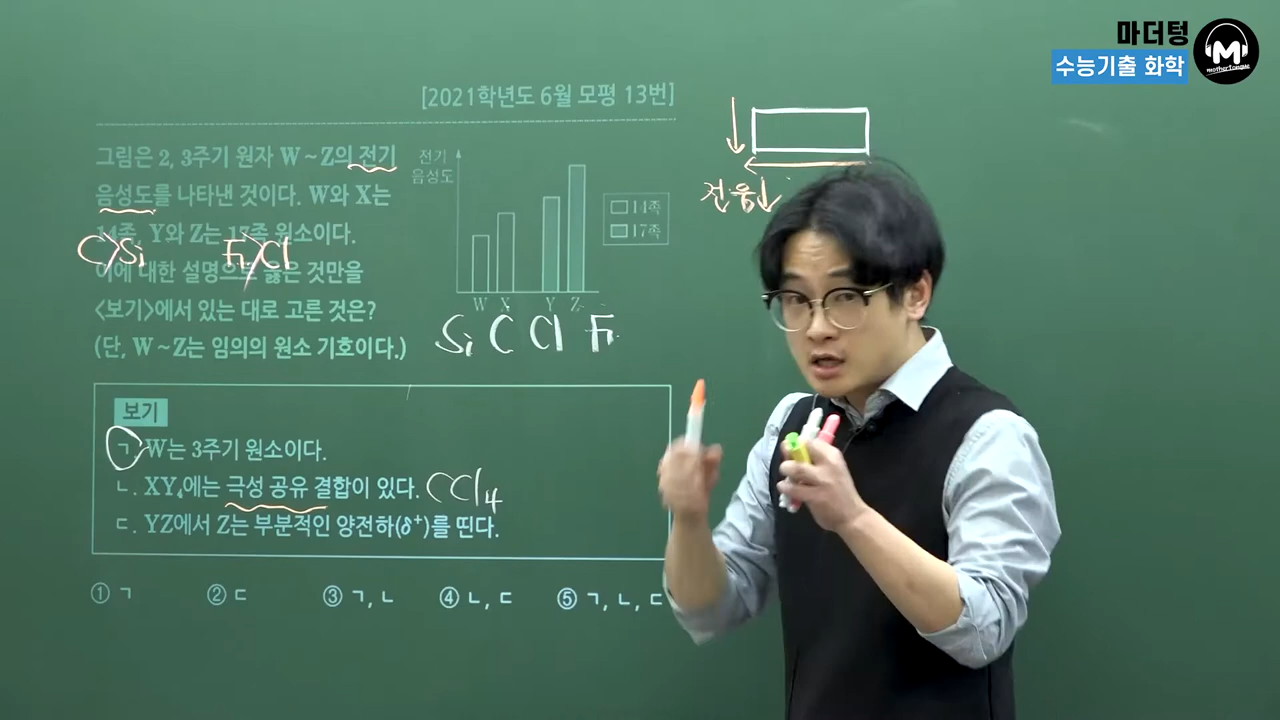 마더텅
수능기출 화학
M
mothertongue
[2021학년도 6월 모평 13번]
그림은 2, 3주기 원자 W~Z의 전기
음성도를 나타낸 것이다. W와 X는
14족, Y와 Z는 17족 원소이다.
C>Si F>Cl
이에 대한 설명으로 옳은 것만을
<보기>에서 있는 대로 고른 것은?
(단, W~Z는 임의의 원소 기호이다.)
전기
음성도
14족
17족
W X Y Z
Si C Cl F
전음↓
보기
ㄱ. W는 3주기 원소이다.
ㄴ. XY₄에는 극성 공유 결합이 있다. CCl₄
ㄷ. YZ에서 Z는 부분적인 양전하(δ⁺)를 띤다.
① ㄱ ② ㄷ ③ ㄱ, ㄴ ④ ㄴ, ㄷ ⑤ ㄱ, ㄴ, ㄷ